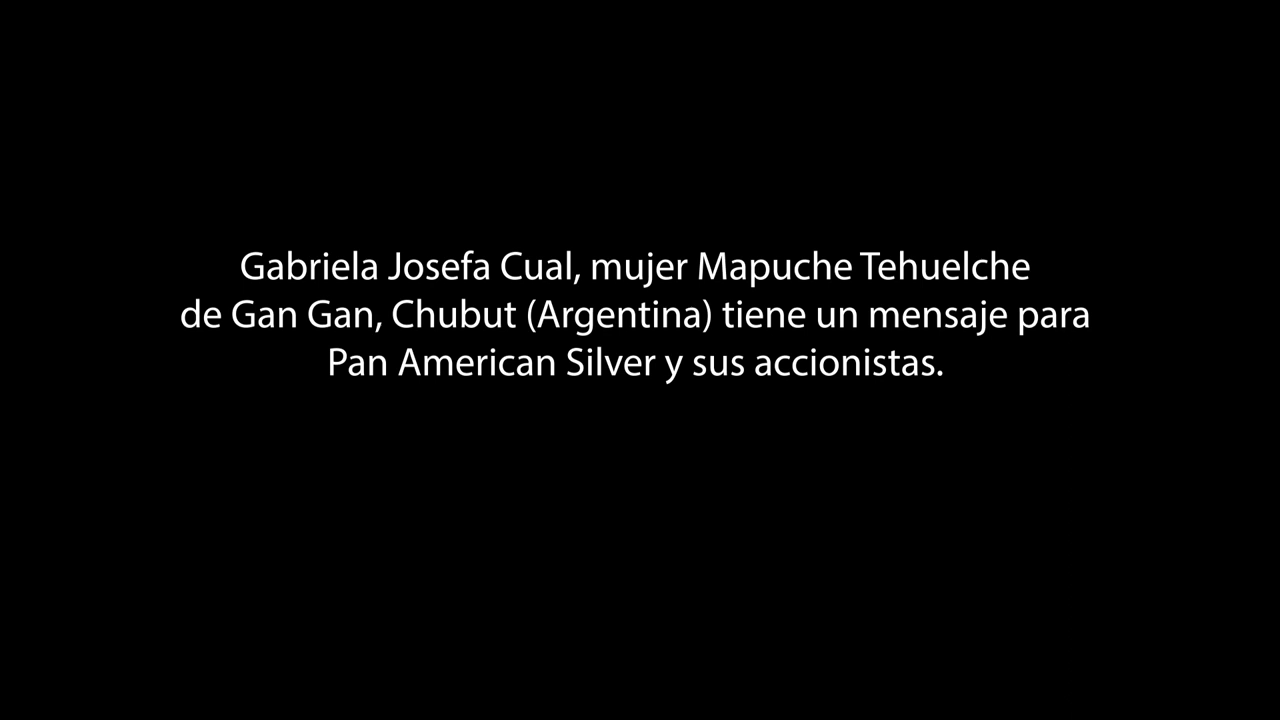 Gabriela Josefa Cual, mujer Mapuche Tehuelche
de Gan Gan, Chubut (Argentina) tiene un mensaje para
Pan American Silver y sus accionistas.